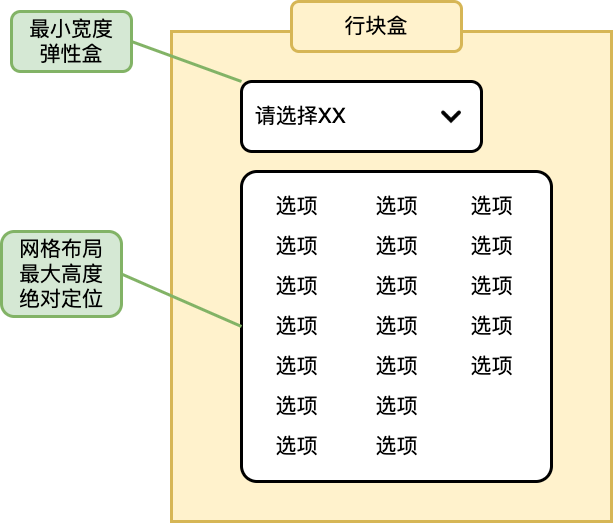 最小宽度
弹性盒
行块盒
请选择XX
网格布局
最大高度
绝对定位
选项 选项 选项
选项 选项 选项
选项 选项 选项
选项 选项 选项
选项 选项 选项
选项 选项
选项 选项